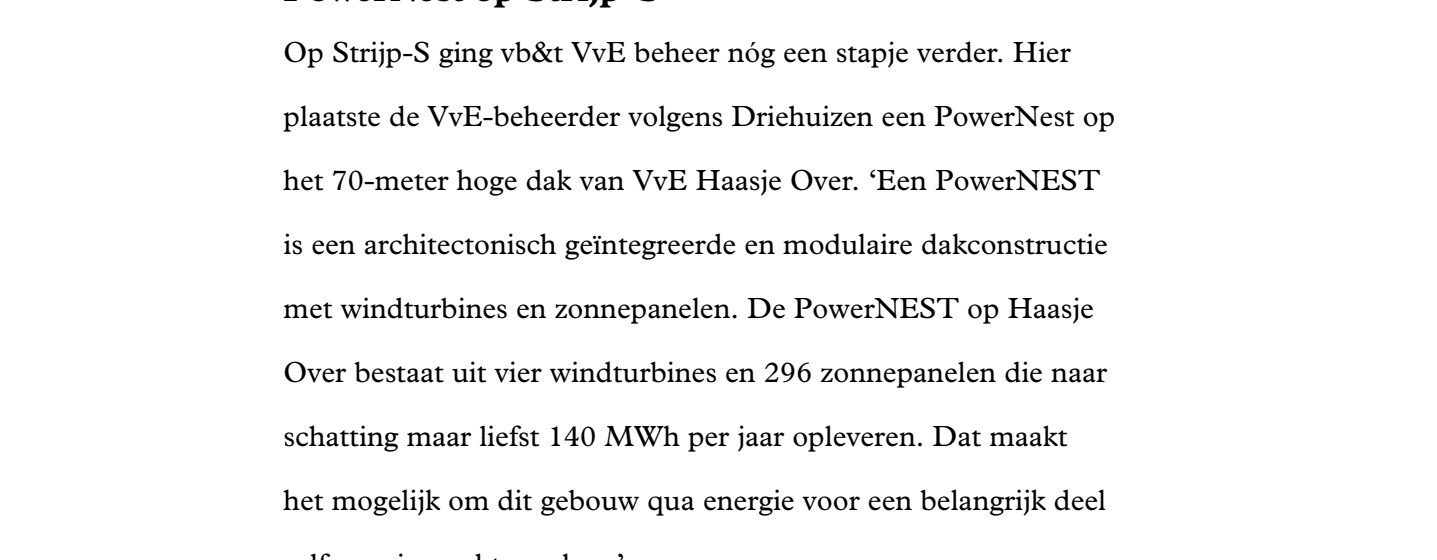 PowerNest op Strijp-S
Op Strijp-S ging vb&t VvE beheer nóg een stapje verder. Hier
plaatste de VvE-beheerder volgens Driehuizen een PowerNest op
het 70-meter hoge dak van VvE Haasje Over. ‘Een PowerNEST
is een architectonisch geïntegreerde en modulaire dakconstructie
met windturbines en zonnepanelen. De PowerNEST op Haasje
Over bestaat uit vier windturbines en 296 zonnepanelen die naar
schatting maar liefst 140 MWh per jaar opleveren. Dat maakt
het mogelijk om dit gebouw qua energie voor een belangrijk deel